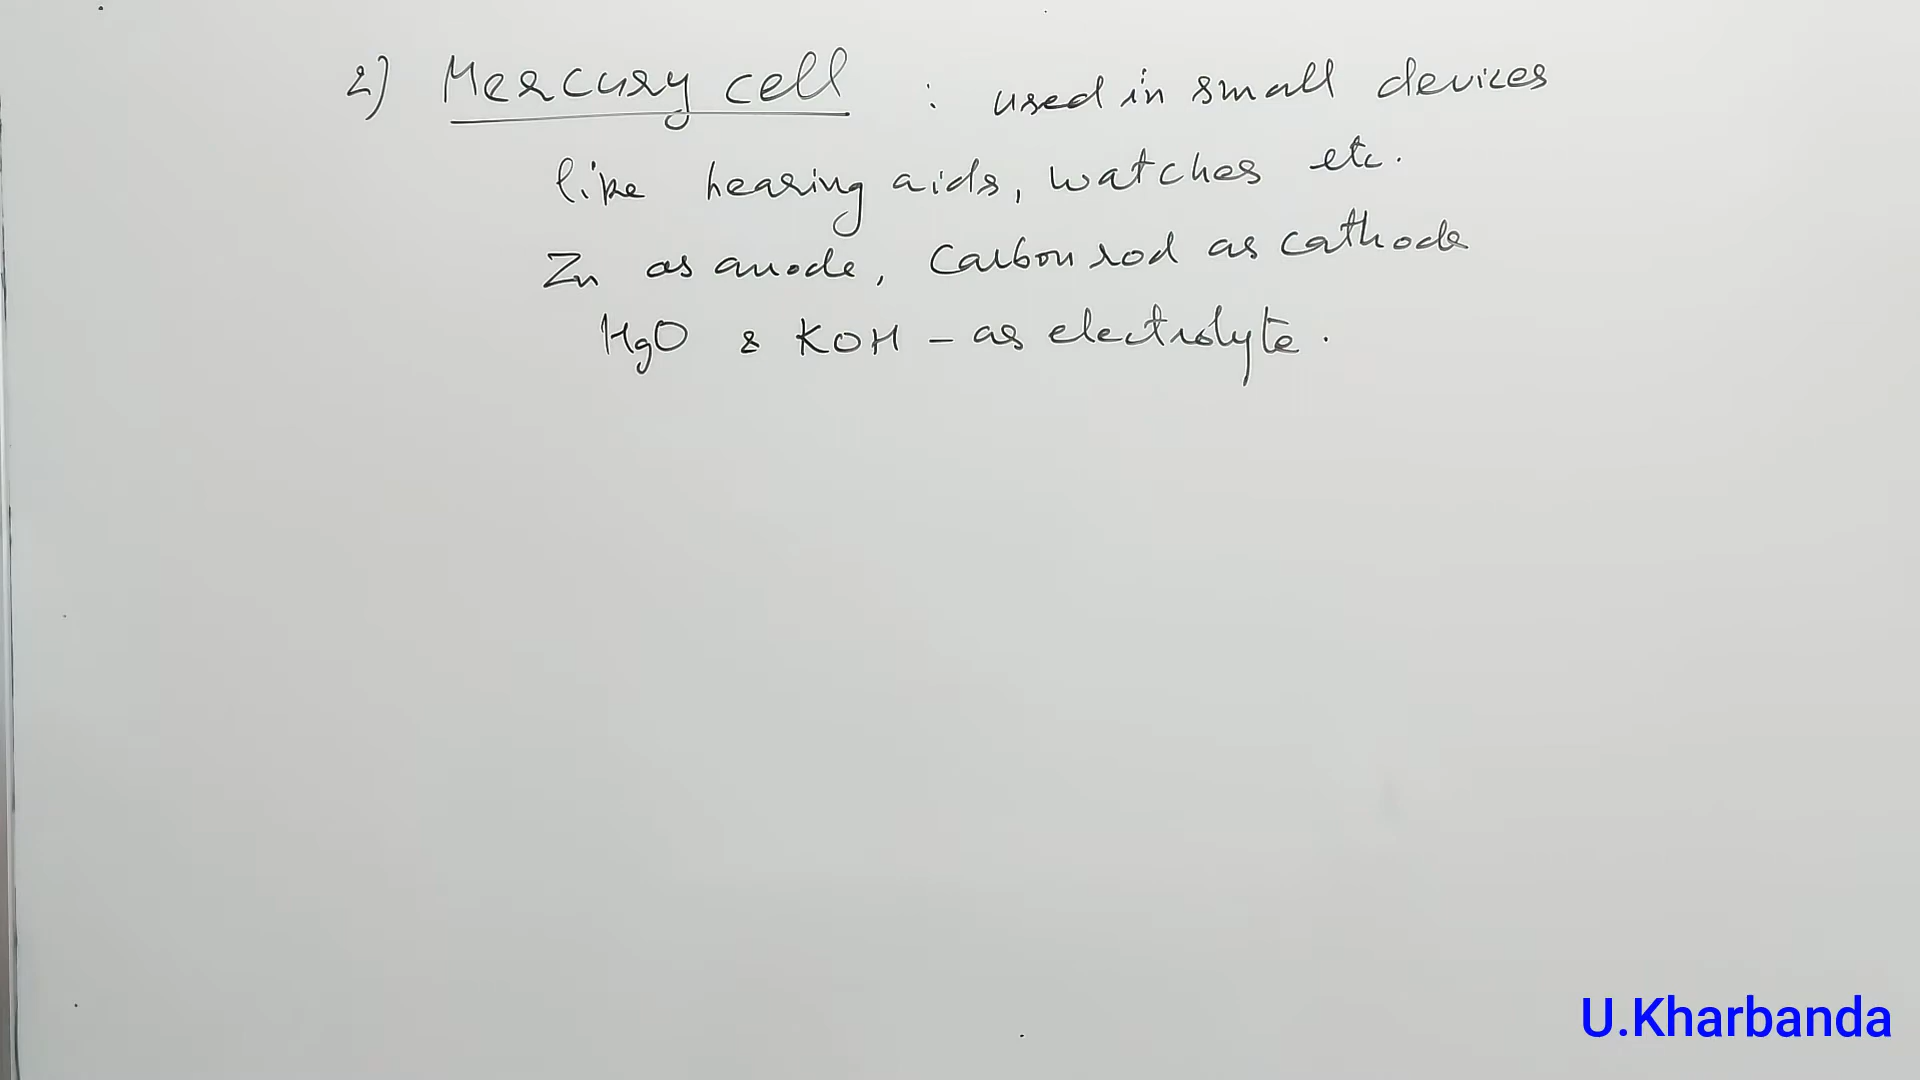 2) Mercury cell : used in small devices
like hearing aids, watches etc.
Zn as anode, Carbon rod as cathode
HgO & KOH - as electrolyte.
U.Kharbanda